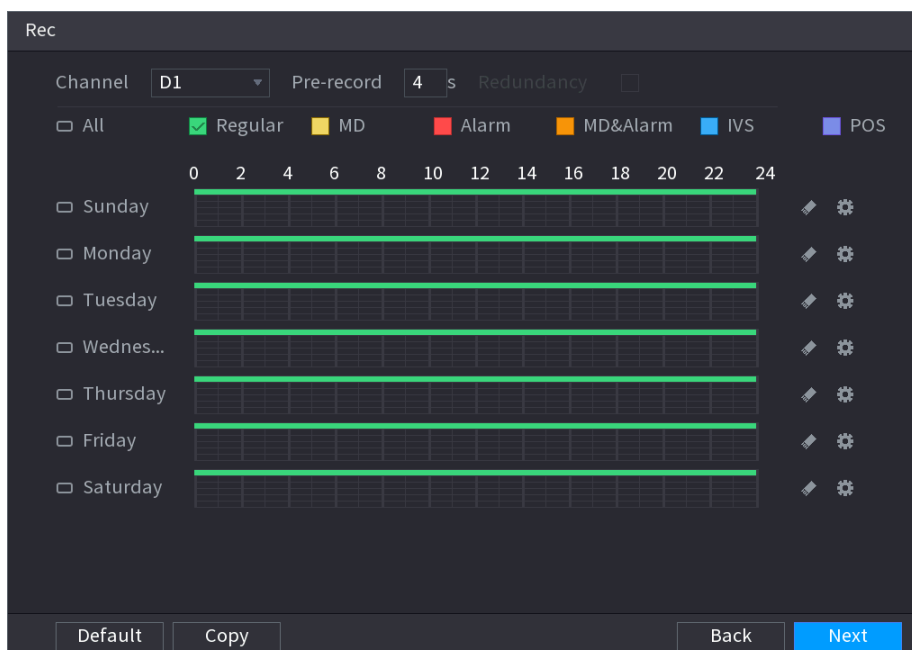 Rec
Channel D1 Pre-record 4 s Redundancy
All Regular MD Alarm MD&Alarm IVS POS
0 2 4 6 8 10 12 14 16 18 20 22 24
Sunday
Monday
Tuesday
Wednes...
Thursday
Friday
Saturday
Default Copy Back Next